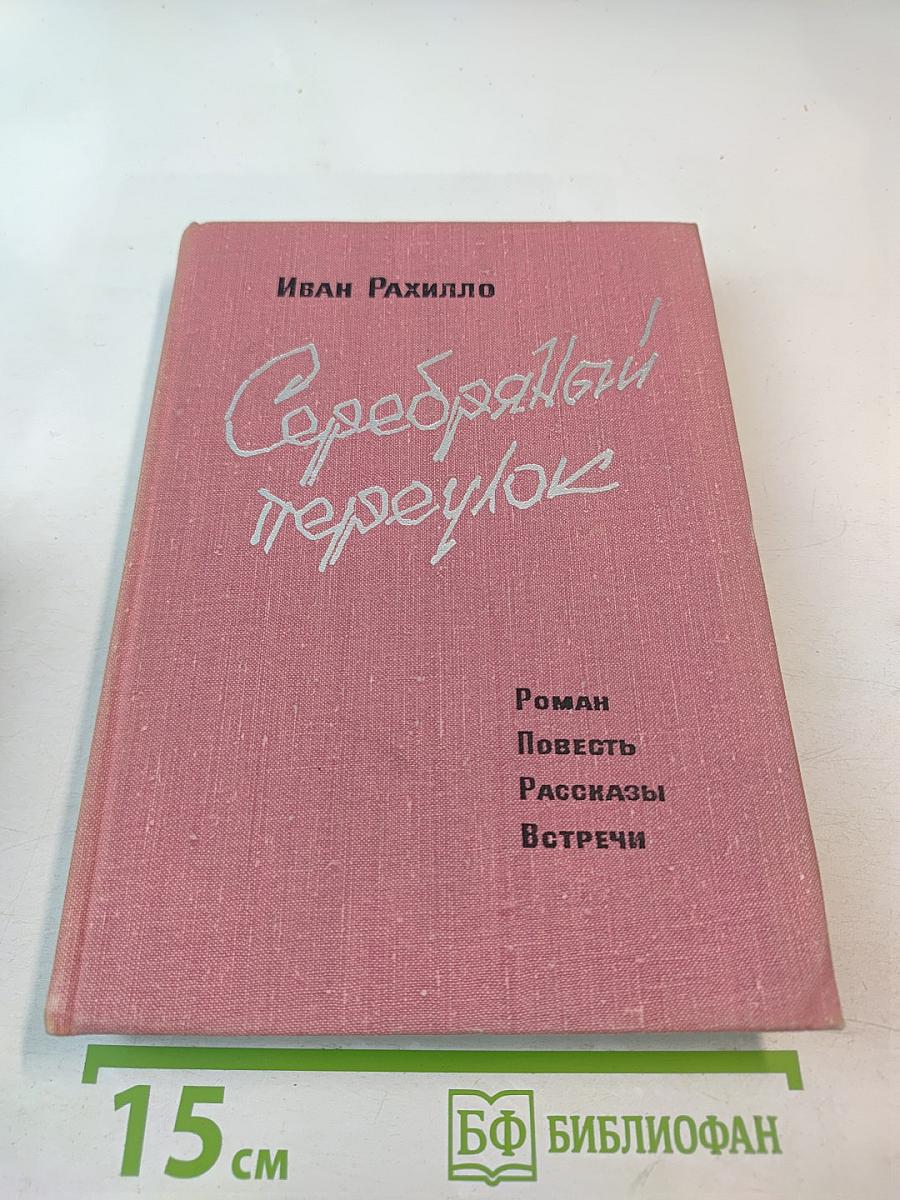 Иван Рахилло
Серебряный
переулок
Роман
Повесть
Рассказы
Встречи
15 см
БФ БИБЛИОФАН